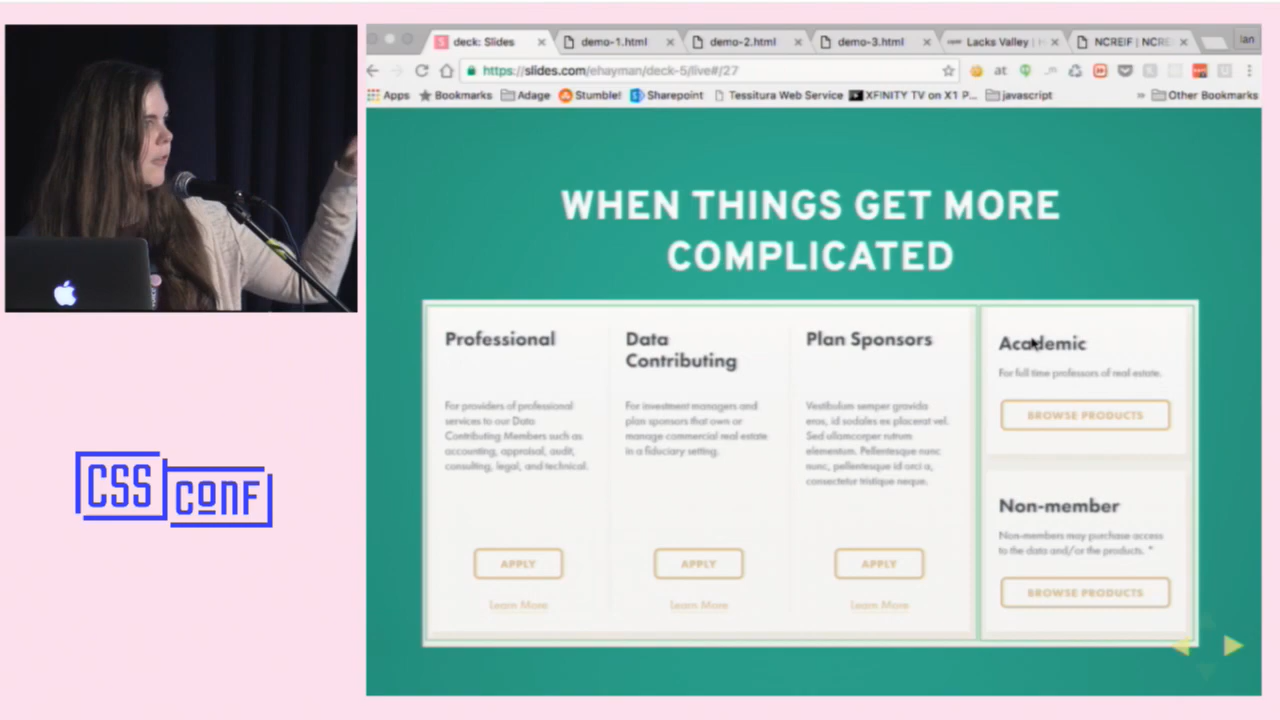 deck: Slides
demo-1.html
demo-2.html
demo-3.html
Lacks Valley
NCREIF | NCRE
Ian
https://slides.com/ehayman/deck-5/live#/27
at
Apps
Bookmarks
Adage
Stumble!
Sharepoint
Tessitura Web Service
XFINITY TV on X1 P...
javascript
Other Bookmarks
WHEN THINGS GET MORE
COMPLICATED
Professional
For providers of professional
services to our Data
Contributing Members such as
accounting, appraisal, audit,
consulting, legal, and technical.
APPLY
Learn More
Data
Contributing
For investment managers and
plan sponsors that own or
manage commercial real estate
in a fiduciary setting.
APPLY
Learn More
Plan Sponsors
Vestibulum semper gravida
eros, id sodales ex placerat vel.
Sed ullamcorper rutrum
elementum. Pellentesque nunc
nunc, pellentesque id orci a,
consectetur tristique neque.
APPLY
Learn More
Academic
For full time professors of real estate.
BROWSE PRODUCTS
Non-member
Non-members may purchase access
to the data and/or the products. *
BROWSE PRODUCTS
CSS
CONF